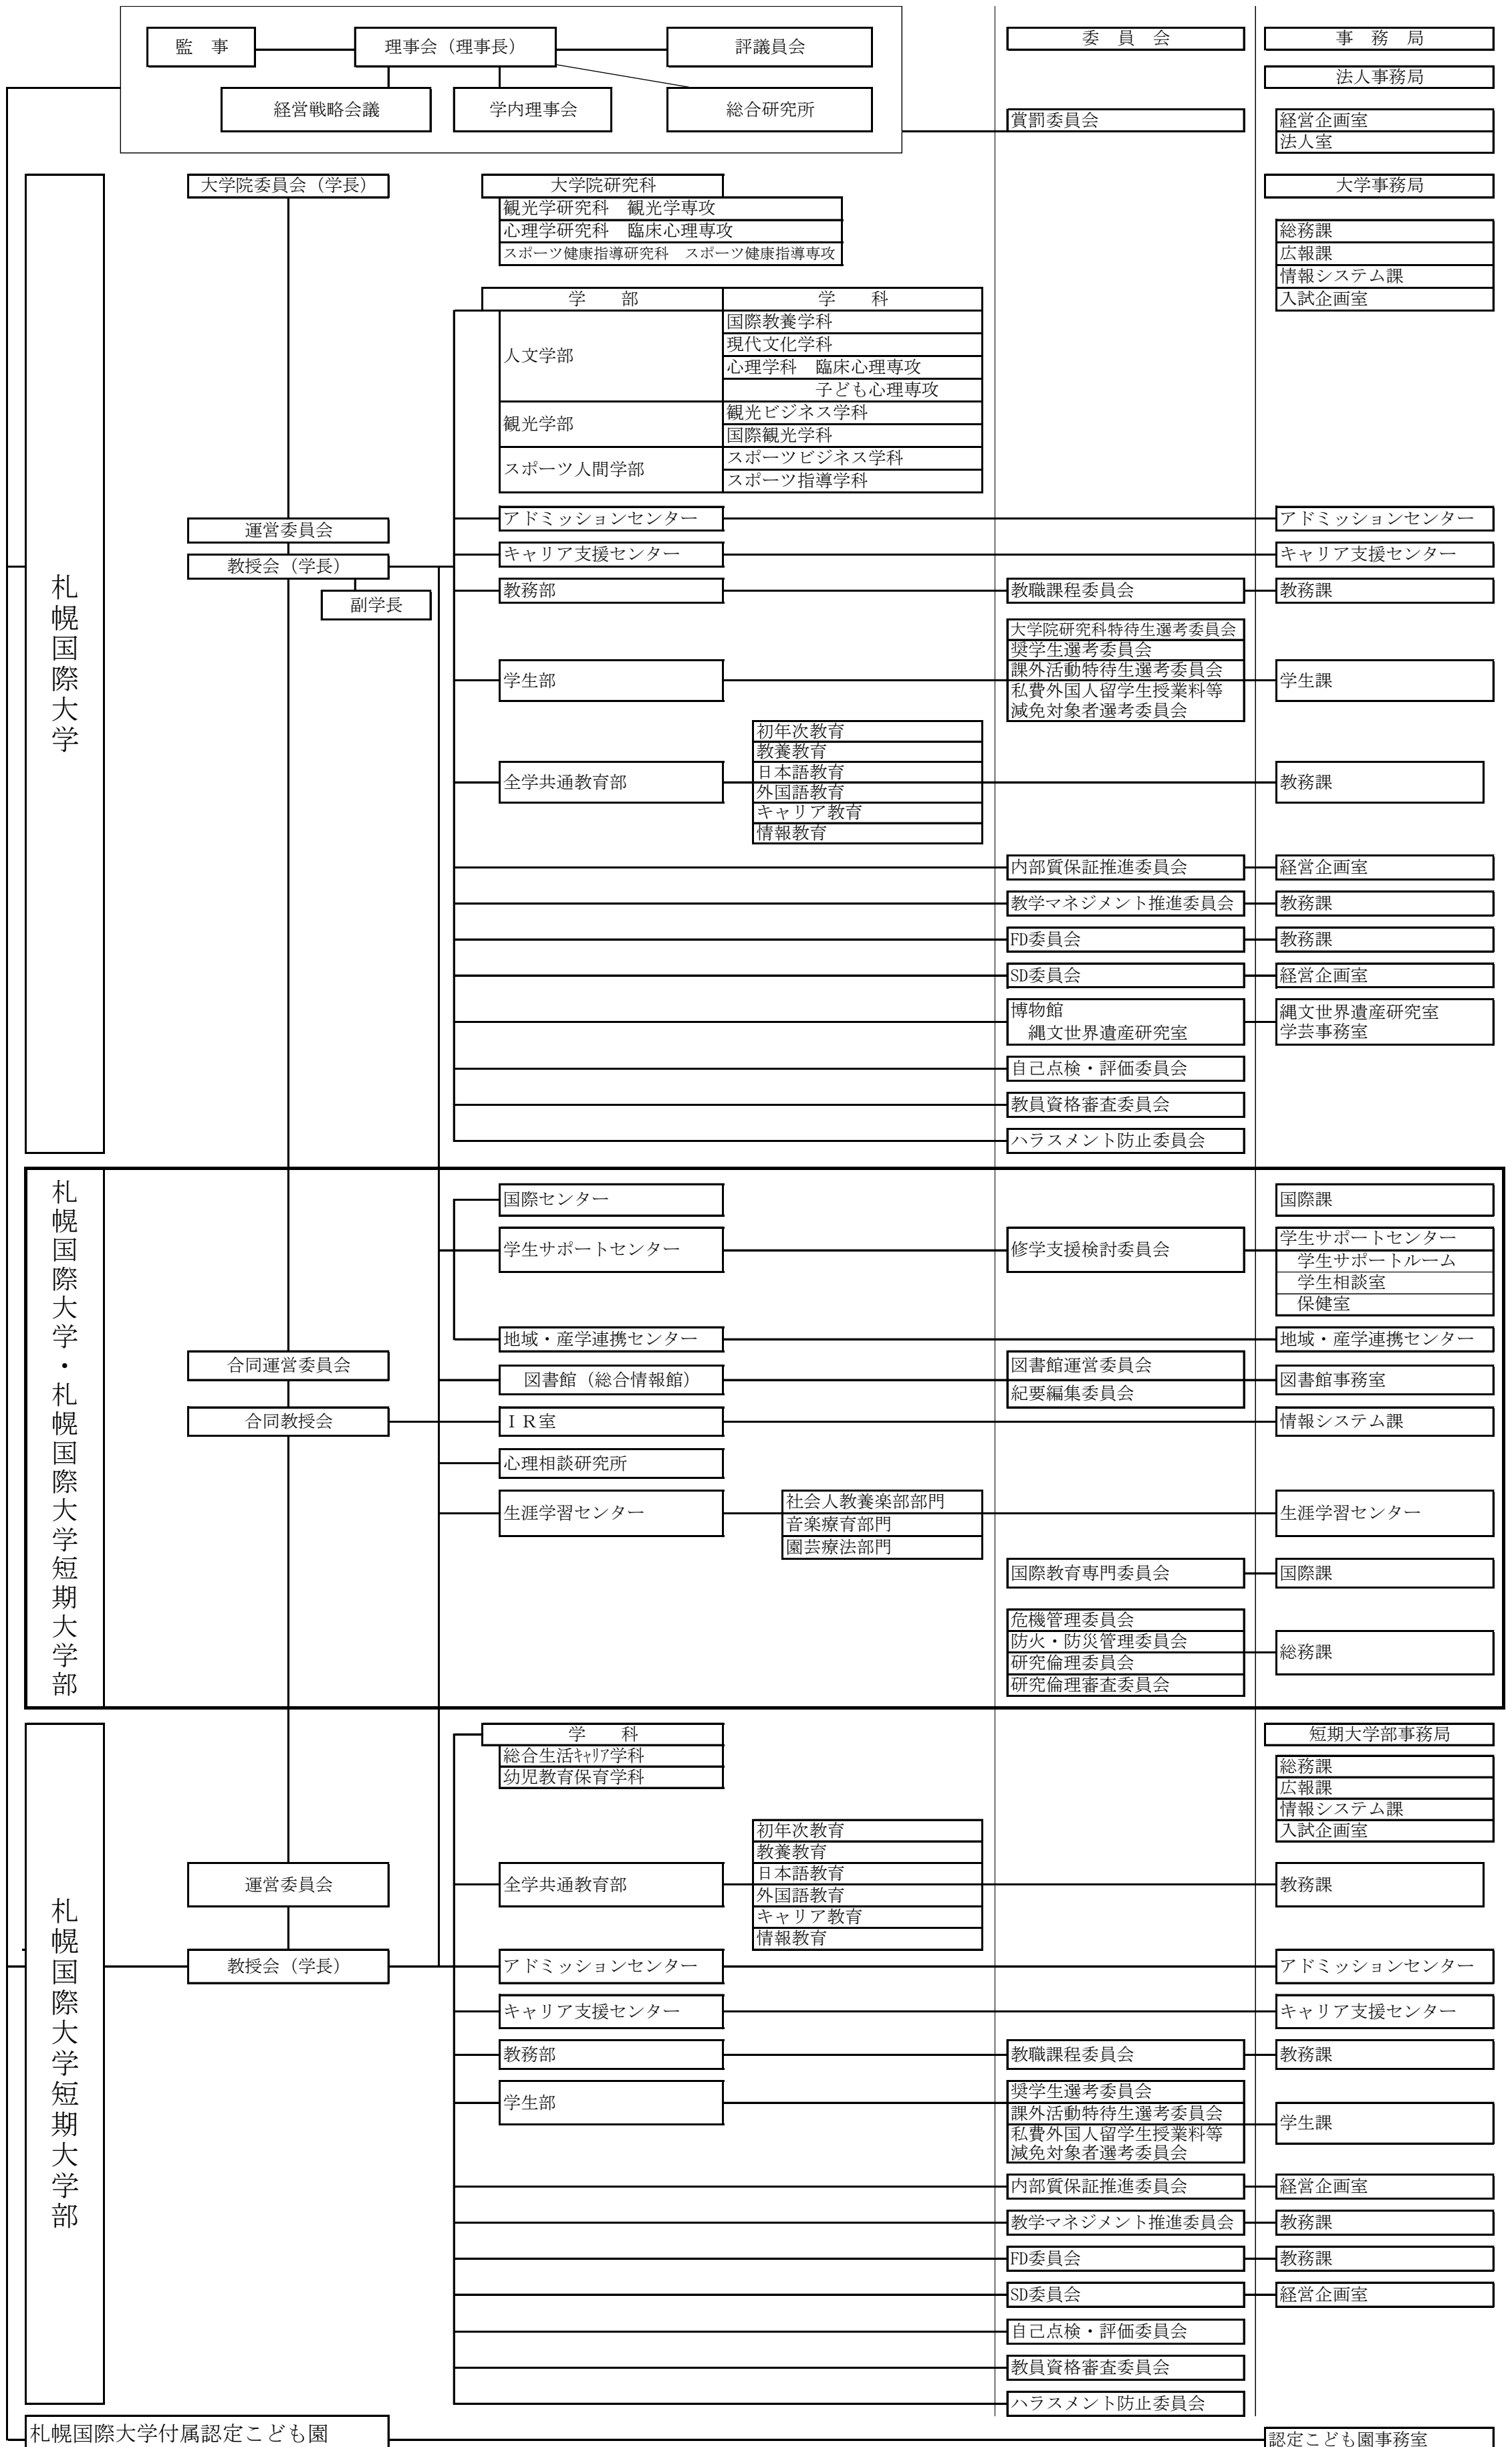 監　事
理事会（理事長）
評議員会
委　員　会
事　務　局
法人事務局
経営戦略会議
学内理事会
総合研究所
賞罰委員会
経営企画室
法人室
札幌国際大学
大学院委員会（学長）
大学院研究科
大学事務局
観光学研究科　観光学専攻
心理学研究科　臨床心理専攻
スポーツ健康指導研究科　スポーツ健康指導専攻
総務課
広報課
情報システム課
入試企画室
学　　部
学　　科
人文学部
国際教養学科
現代文化学科
心理学科　臨床心理専攻
子ども心理専攻
観光学部
観光ビジネス学科
国際観光学科
スポーツ人間学部
スポーツビジネス学科
スポーツ指導学科
運営委員会
教授会（学長）
副学長
アドミッションセンター
アドミッションセンター
キャリア支援センター
キャリア支援センター
教務部
教職課程委員会
教務課
学生部
大学院研究科特待生選考委員会
奨学生選考委員会
課外活動特待生選考委員会
私費外国人留学生授業料等
減免対象者選考委員会
学生課
全学共通教育部
初年次教育
教養教育
日本語教育
外国語教育
キャリア教育
情報教育
教務課
内部質保証推進委員会
経営企画室
教学マネジメント推進委員会
教務課
FD委員会
教務課
SD委員会
経営企画室
博物館
縄文世界遺産研究室
縄文世界遺産研究室
学芸事務室
自己点検・評価委員会
教員資格審査委員会
ハラスメント防止委員会
札幌国際大学・札幌国際大学短期大学部
国際センター
国際課
学生サポートセンター
修学支援検討委員会
学生サポートセンター
学生サポートルーム
学生相談室
保健室
地域・産学連携センター
地域・産学連携センター
合同運営委員会
図書館（総合情報館）
図書館運営委員会
紀要編集委員会
図書館事務室
合同教授会
ＩＲ室
情報システム課
心理相談研究所
生涯学習センター
社会人教養楽部部門
音楽療育部門
園芸療法部門
生涯学習センター
国際教育専門委員会
国際課
危機管理委員会
防火・防災管理委員会
研究倫理委員会
研究倫理審査委員会
総務課
札幌国際大学短期大学部
学　　科
総合生活ｷｬﾘｱ学科
幼児教育保育学科
短期大学部事務局
総務課
広報課
情報システム課
入試企画室
運営委員会
全学共通教育部
初年次教育
教養教育
日本語教育
外国語教育
キャリア教育
情報教育
教務課
教授会（学長）
アドミッションセンター
アドミッションセンター
キャリア支援センター
キャリア支援センター
教務部
教職課程委員会
教務課
学生部
奨学生選考委員会
課外活動特待生選考委員会
私費外国人留学生授業料等
減免対象者選考委員会
学生課
内部質保証推進委員会
経営企画室
教学マネジメント推進委員会
教務課
FD委員会
教務課
SD委員会
経営企画室
自己点検・評価委員会
教員資格審査委員会
ハラスメント防止委員会
札幌国際大学付属認定こども園
認定こども園事務室